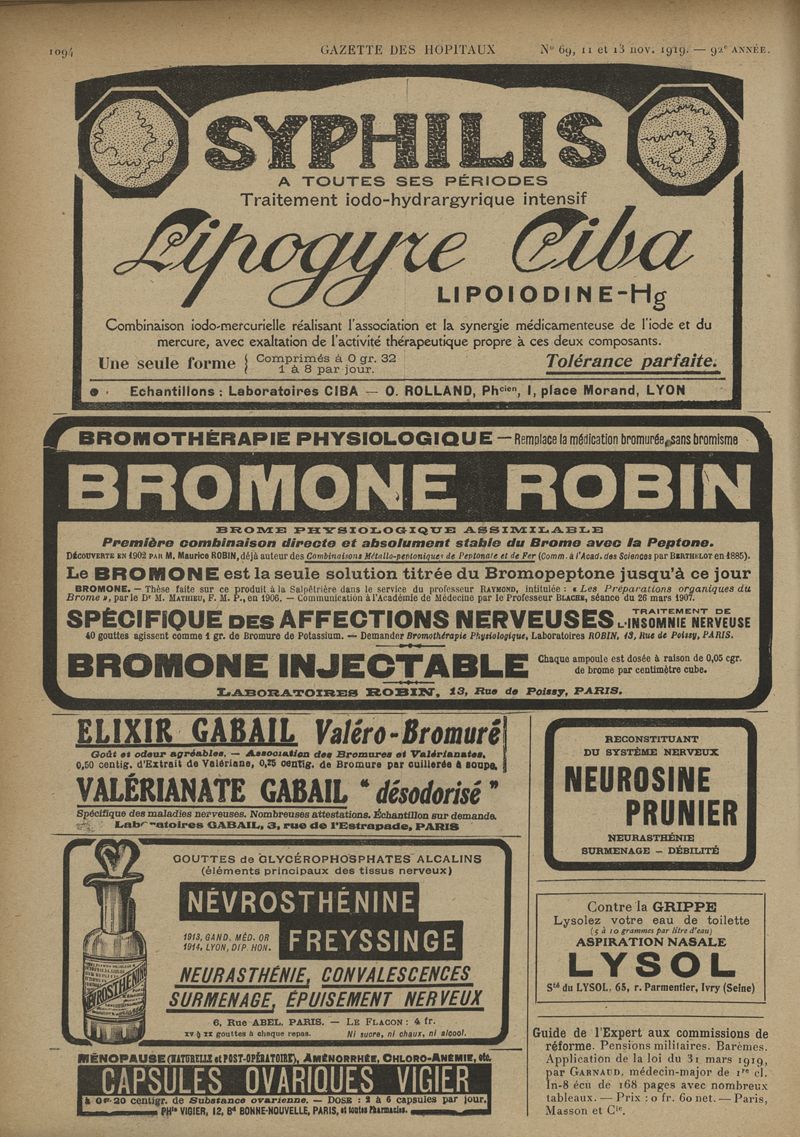 1094
GAZETTE DES HOPITAUX
N° 69, 11 et 13 nov. 1919. — 92e ANNÉE.
SYPHILIS
A TOUTES SES PÉRIODES
Traitement iodo-hydrargyrique intensif
Lipogyre Ciba
LIPOIODINE-Hg
Combinaison iodo-mercurielle réalisant l'association et la synergie médicamenteuse de l'iode et du
mercure, avec exaltation de l'activité thérapeutique propre à ces deux composants.
Une seule forme { Comprimés à 0 gr. 32
1 à 8 par jour.
Tolérance parfaite.
Echantillons : Laboratoires CIBA — O. ROLLAND, Phcien, 1, place Morand, LYON
BROMOTHÉRAPIE PHYSIOLOGIQUE — Remplace la médication bromurée, sans bromisme
BROMONE ROBIN
BROME PHYSIOLOGIQUE ASSIMILABLE
Première combinaison directe et absolument stable du Brome avec la Peptone.
DÉCOUVERTE EN 1902 PAR M. Maurice ROBIN, déjà auteur des Combinaisons Métallo-peptoniques de Peptonate et de Fer (Comm. à l'Acad. des Sciences par BERTHELOT en 1885).
Le BROMONE est la seule solution titrée du Bromopeptone jusqu'à ce jour
BROMONE. — Thèse faite sur ce produit à la Salpêtrière dans le service du professeur RAYMOND, intitulée : « Les Préparations organiques du
Brome », par le Dr M. MATHIEU, F. M. P., en 1906. — Communication à l'Académie de Médecine par le Professeur BLACHE, séance du 26 mars 1907.
SPÉCIFIQUE DES AFFECTIONS NERVEUSES TRAITEMENT DE L'INSOMNIE NERVEUSE
40 gouttes agissent comme 1 gr. de Bromure de Potassium. — Demander Bromothérapie Physiologique, Laboratoires ROBIN, 13, Rue de Poissy, PARIS.
BROMONE INJECTABLE
Chaque ampoule est dosée à raison de 0,05 cgr.
de brome par centimètre cube.
LABORATOIRES ROBIN, 13, Rue de Poissy, PARIS.
ELIXIR GABAIL Valéro-Bromuré
Goût et odeur agréables. — Association des Bromures et Valérianates.
0,50 centig. d'Extrait de Valériane, 0,25 centig. de Bromure par cuillerée à soupe.
VALÉRIANATE GABAIL "désodorisé"
Spécifique des maladies nerveuses. Nombreuses attestations. Échantillon sur demande.
Laboratoires GABAIL, 3, rue de l'Estrapade, PARIS
RECONSTITUANT
DU SYSTÈME NERVEUX
NEUROSINE
PRUNIER
NEURASTHÉNIE
SURMENAGE – DÉBILITÉ
GOUTTES de GLYCÉROPHOSPHATES ALCALINS
(éléments principaux des tissus nerveux)
NÉVROSTHÉNINE
1913, GAND, MÉD. OR
1914, LYON, DIP. HON.
FREYSSINGE
NEURASTHÉNIE, CONVALESCENCES
SURMENAGE, ÉPUISEMENT NERVEUX
6, Rue ABEL, PARIS. — LE FLACON : 4 fr.
XV à XX gouttes à chaque repas. Ni sucre, ni chaux, ni alcool.
NÉVROSTHÉNINE
Contre la GRIPPE
Lysolez votre eau de toilette
(5 à 10 grammes par litre d'eau)
ASPIRATION NASALE
LYSOL
Sté du LYSOL, 65, r. Parmentier, Ivry (Seine)
MÉNOPAUSE (NATURELLE et POST-OPÉRATOIRE), AMÉNORRHÉE, CHLORO-ANÉMIE, etc.
CAPSULES OVARIQUES VIGIER
à 0gr 20 centigr. de Substance ovarienne. — DOSE : 2 à 6 capsules par jour.
PHie VIGIER, 12, Bd BONNE-NOUVELLE, PARIS, et toutes Pharmacies.
Guide de l'Expert aux commissions de
réforme. Pensions militaires. Barèmes.
Application de la loi du 31 mars 1919,
par GARNAUD, médecin-major de 1re cl.
In-8 écu de 168 pages avec nombreux
tableaux. — Prix : 0 fr. 60 net. — Paris,
Masson et Cie.